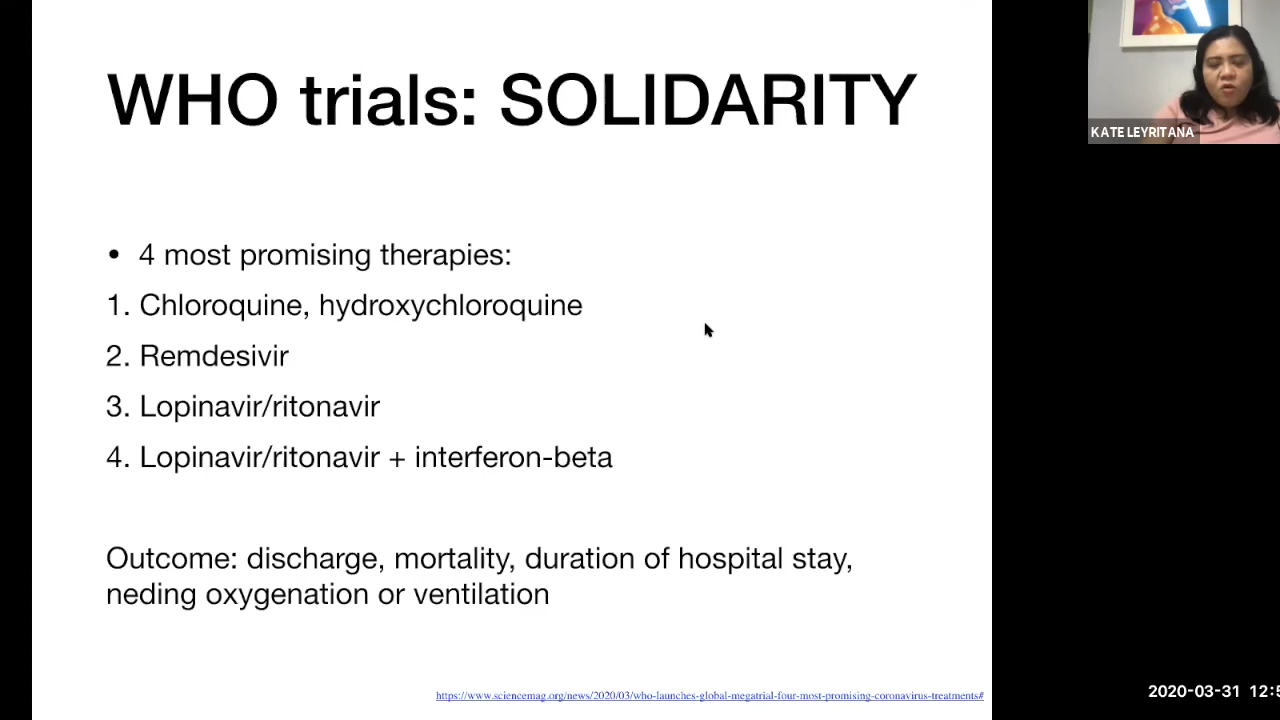 WHO trials: SOLIDARITY
KATE LEYRITANA
• 4 most promising therapies:
1. Chloroquine, hydroxychloroquine
2. Remdesivir
3. Lopinavir/ritonavir
4. Lopinavir/ritonavir + interferon-beta
Outcome: discharge, mortality, duration of hospital stay,
neding oxygenation or ventilation
https://www.sciencemag.org/news/2020/03/who-launches-global-megatrial-four-most-promising-coronavirus-treatments#
2020-03-31